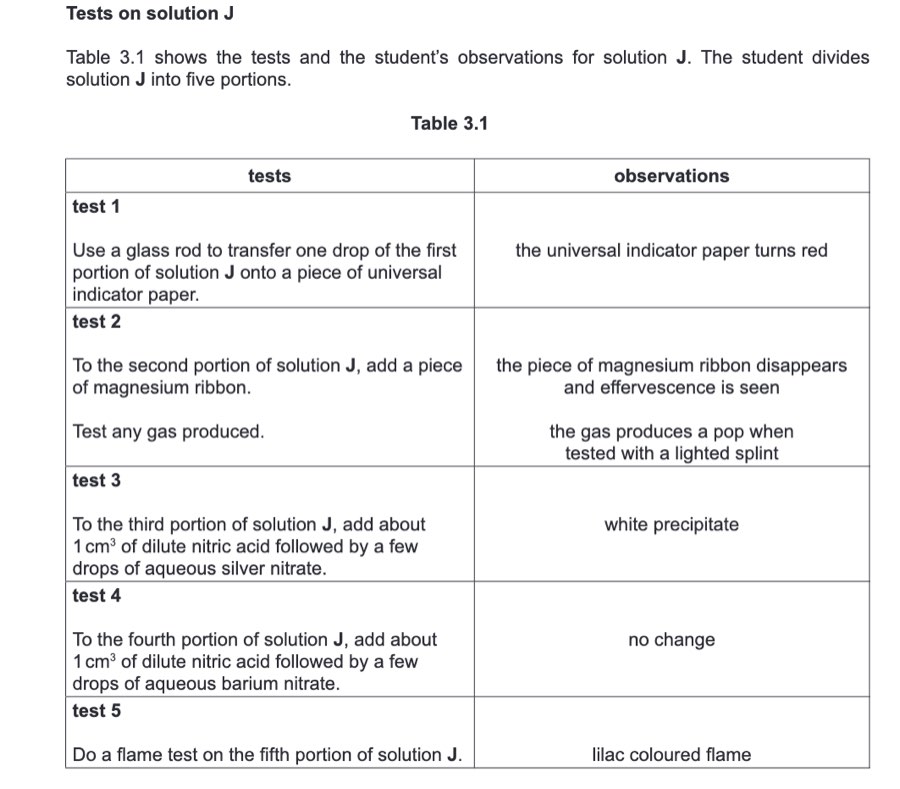 Tests on solution J
Table 3.1 shows the tests and the student's observations for solution J. The student divides
solution J into five portions.
Table 3.1
tests
observations
test 1
Use a glass rod to transfer one drop of the first
portion of solution J onto a piece of universal
indicator paper.
the universal indicator paper turns red
test 2
To the second portion of solution J, add a piece
of magnesium ribbon.
Test any gas produced.
the piece of magnesium ribbon disappears
and effervescence is seen
the gas produces a pop when
tested with a lighted splint
test 3
To the third portion of solution J, add about
1 cm³ of dilute nitric acid followed by a few
drops of aqueous silver nitrate.
white precipitate
test 4
To the fourth portion of solution J, add about
1 cm³ of dilute nitric acid followed by a few
drops of aqueous barium nitrate.
no change
test 5
Do a flame test on the fifth portion of solution J.
lilac coloured flame